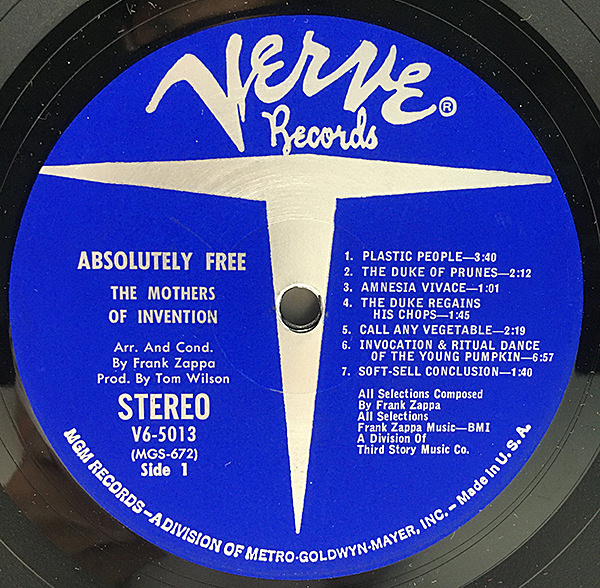 Verve ®
Records
ABSOLUTELY FREE
THE MOTHERS
OF INVENTION
Arr. And Cond.
By Frank Zappa
Prod. By Tom Wilson
STEREO
V6-5013
(MGS-672)
Side 1
1. PLASTIC PEOPLE—3:40
2. THE DUKE OF PRUNES—2:12
3. AMNESIA VIVACE—1:01
4. THE DUKE REGAINS
HIS CHOPS—1:45
5. CALL ANY VEGETABLE—2:19
6. INVOCATION & RITUAL DANCE
OF THE YOUNG PUMPKIN—6:57
7. SOFT-SELL CONCLUSION—1:40
All Selections Composed
By Frank Zappa
All Selections
Frank Zappa Music—BMI
A Division Of
Third Story Music Co.
MGM RECORDS—A DIVISION OF METRO-GOLDWYN-MAYER, INC.—Made in U.S.A.